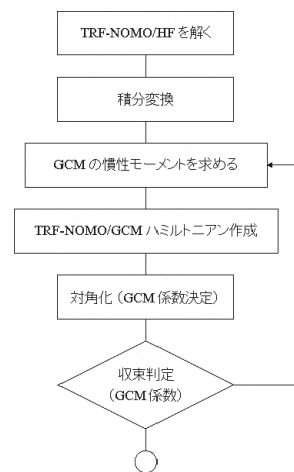 TRF-NOMO/HF を解く
積分変換
GCM の慣性モーメントを求める
TRF-NOMO/GCM ハミルトニアン作成
対角化（GCM 係数決定）
収束判定
（GCM 係数）